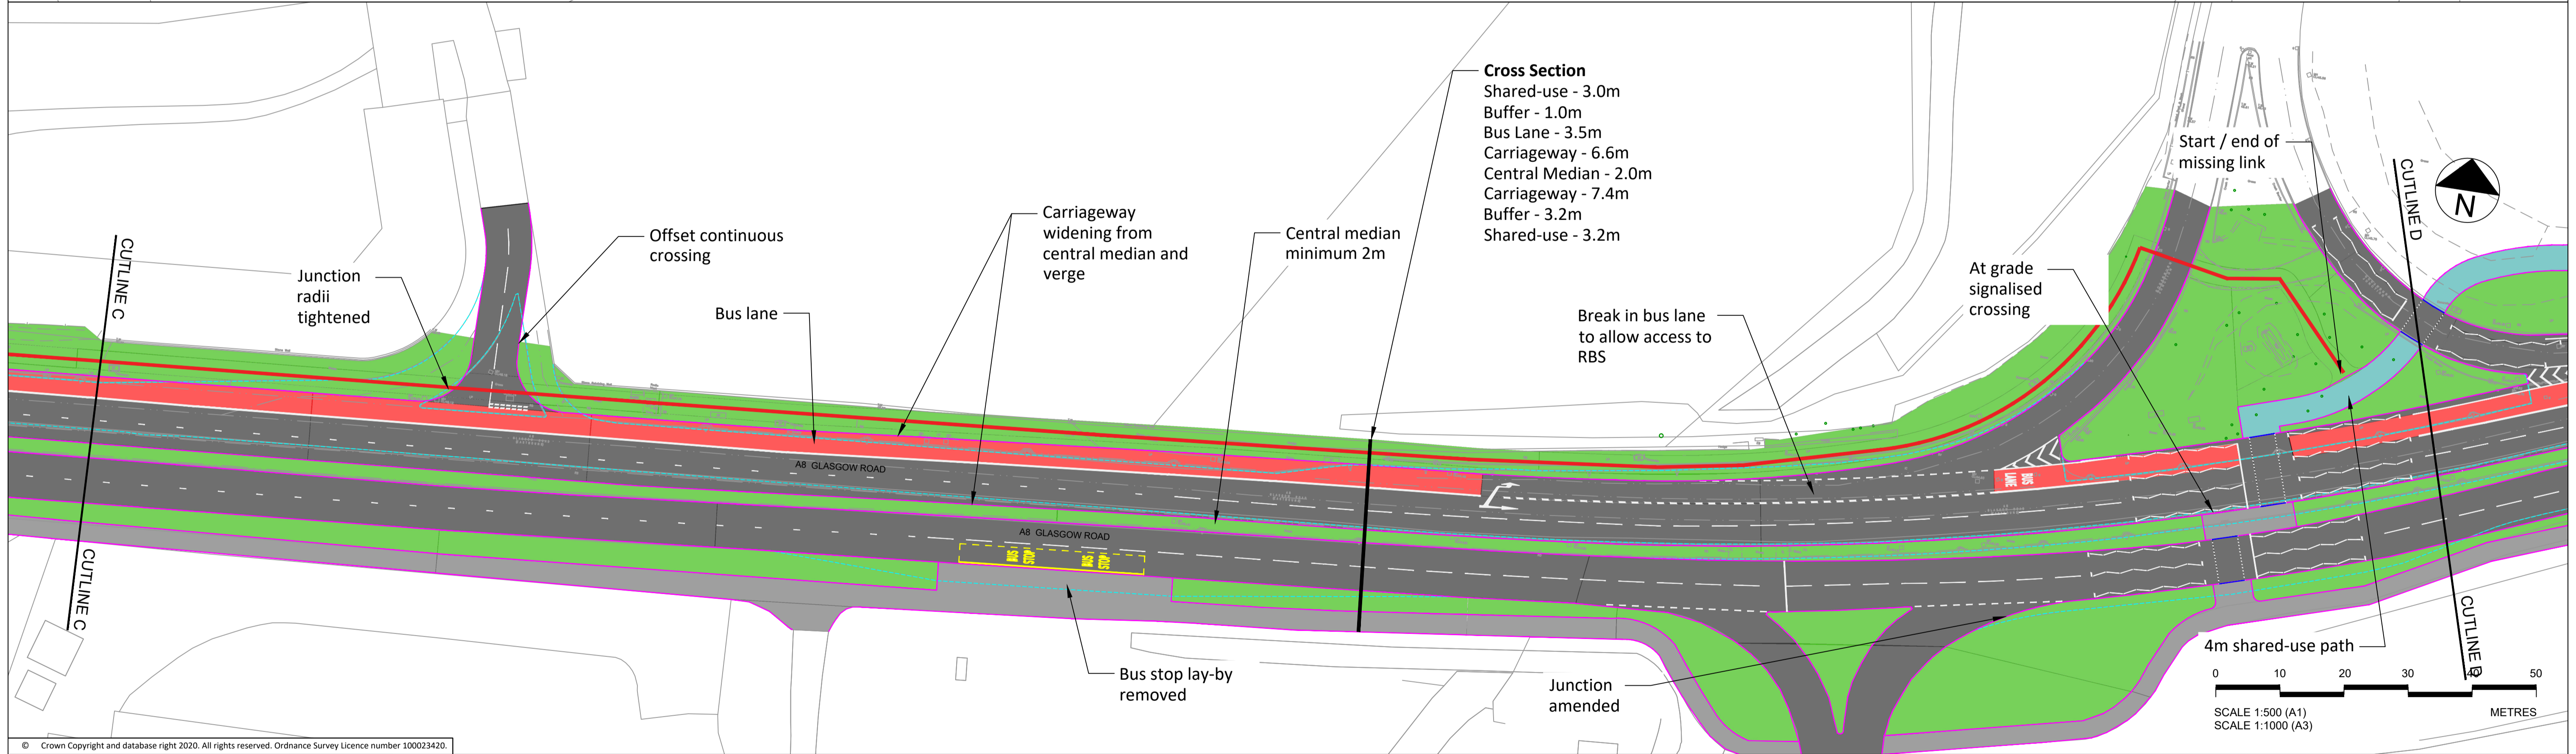 CUTLINE C
CUTLINE C
Junction
radii
tightened
Offset continuous
crossing
Bus lane
Carriageway
widening from
central median and
verge
Central median
minimum 2m
Cross Section
Shared-use - 3.0m
Buffer - 1.0m
Bus Lane - 3.5m
Carriageway - 6.6m
Central Median - 2.0m
Carriageway - 7.4m
Buffer - 3.2m
Shared-use - 3.2m
Break in bus lane
to allow access to
RBS
At grade
signalised
crossing
Start / end of
missing link
CUTLINE D
N
A8 GLASGOW ROAD
A8 GLASGOW ROAD
BUS
STOP
BUS
STOP
BUS
LANE
Bus stop lay-by
removed
Junction
amended
4m shared-use path
CUTLINE D
0 10 20 30 40 50
SCALE 1:500 (A1)
SCALE 1:1000 (A3)
METRES
© Crown Copyright and database right 2020. All rights reserved. Ordnance Survey Licence number 100023420.